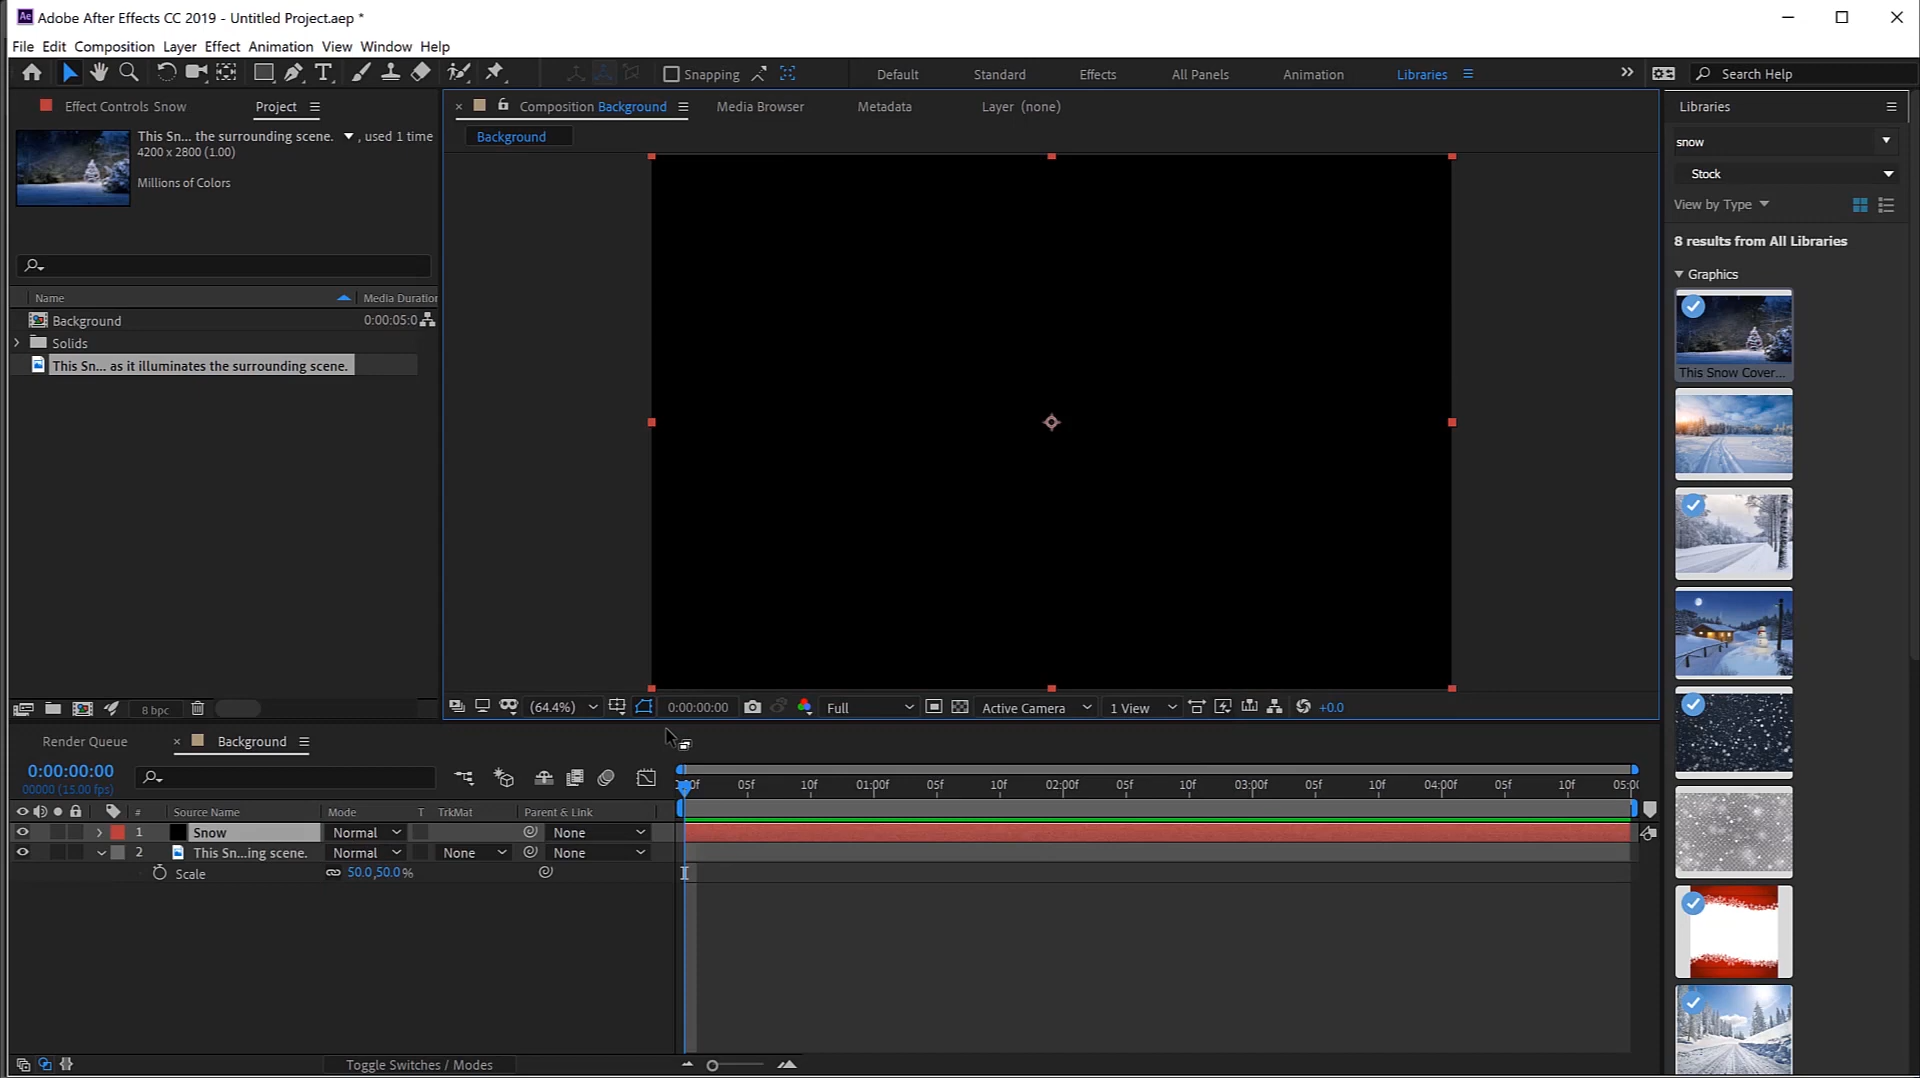 Adobe After Effects CC 2019 - Untitled Project.aep *
File Edit Composition Layer Effect Animation View Window Help
Snapping Default Standard Effects All Panels Animation Libraries Search Help
Effect Controls Snow Project
This Sn... the surrounding scene. , used 1 time
4200 x 2800 (1.00)
Millions of Colors
Name Media Duration
Background 0:00:05:0
Solids
This Sn... as it illuminates the surrounding scene.
8 bpc
Composition Background Media Browser Metadata Layer (none)
Background
(64.4%) 0:00:00:00 Full Active Camera 1 View +0.0
Libraries
snow
Stock
View by Type
8 results from All Libraries
Graphics
This Snow Cover...
Render Queue Background
0:00:00:00
00000 (15.00 fps)
# Source Name Mode T TrkMat Parent & Link
1 Snow Normal None
2 This Sn...ing scene. Normal None None
Scale 50.0,50.0%
05f 10f 01:00f 05f 10f 02:00f 05f 10f 03:00f 05f 10f 04:00f 05f 10f 05:00
Toggle Switches / Modes